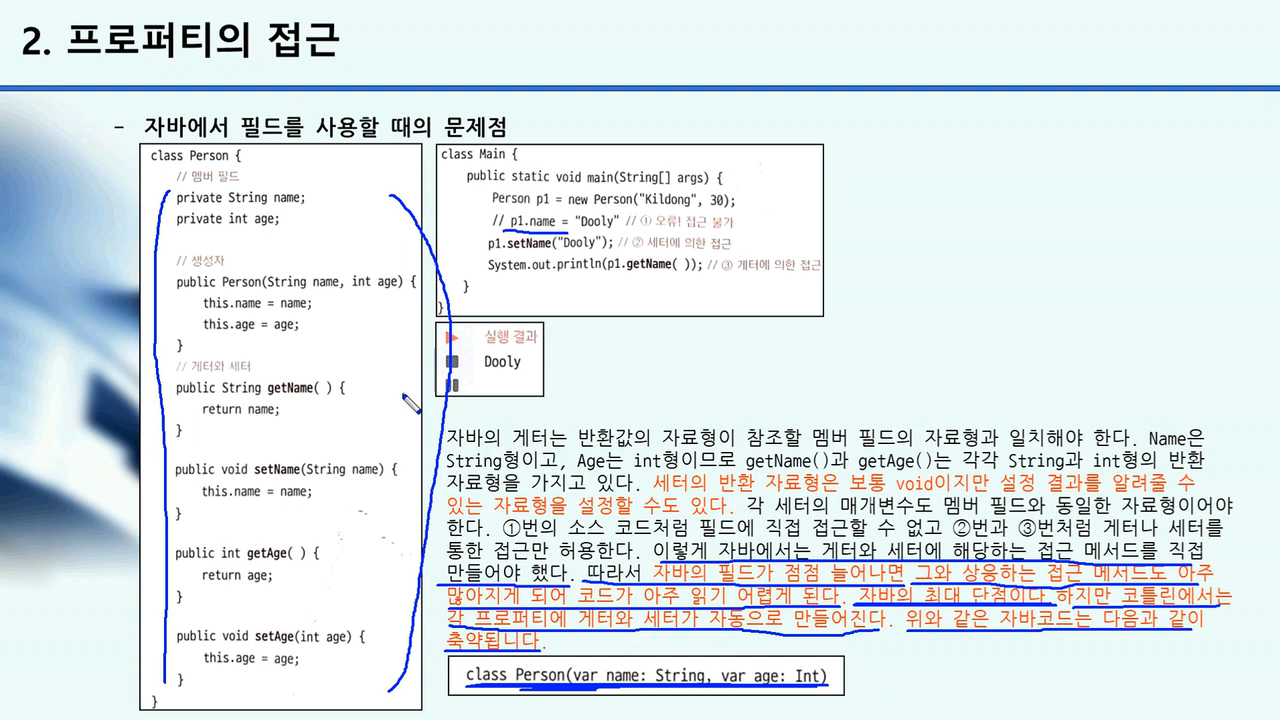 2. 프로퍼티의 접근
- 자바에서 필드를 사용할 때의 문제점
class Person {
// 멤버 필드
private String name;
private int age;
// 생성자
public Person(String name, int age) {
this.name = name;
this.age = age;
}
// 게터와 세터
public String getName( ) {
return name;
}
public void setName(String name) {
this.name = name;
}
public int getAge( ) {
return age;
}
public void setAge(int age) {
this.age = age;
}
}
class Main {
public static void main(String[] args) {
Person p1 = new Person("Kildong", 30);
// p1.name = "Dooly" // ① 오류! 접근 불가
p1.setName("Dooly"); // ② 세터에 의한 접근
System.out.println(p1.getName( )); // ③ 게터에 의한 접근
}
}
실행 결과
Dooly
자바의 게터는 반환값의 자료형이 참조할 멤버 필드의 자료형과 일치해야 한다. Name은
String형이고, Age는 int형이므로 getName()과 getAge()는 각각 String과 int형의 반환
자료형을 가지고 있다. 세터의 반환 자료형은 보통 void이지만 설정 결과를 알려줄 수
있는 자료형을 설정할 수도 있다. 각 세터의 매개변수도 멤버 필드와 동일한 자료형이어야
한다. ①번의 소스 코드처럼 필드에 직접 접근할 수 없고 ②번과 ③번처럼 게터나 세터를
통한 접근만 허용한다. 이렇게 자바에서는 게터와 세터에 해당하는 접근 메서드를 직접
만들어야 했다. 따라서 자바의 필드가 점점 늘어나면 그와 상응하는 접근 메서드도 아주
많아지게 되어 코드가 아주 읽기 어렵게 된다. 자바의 최대 단점이다 하지만 코틀린에서는
각 프로퍼티에 게터와 세터가 자동으로 만들어진다. 위와 같은 자바코드는 다음과 같이
축약됩니다.
class Person(var name: String, var age: Int)